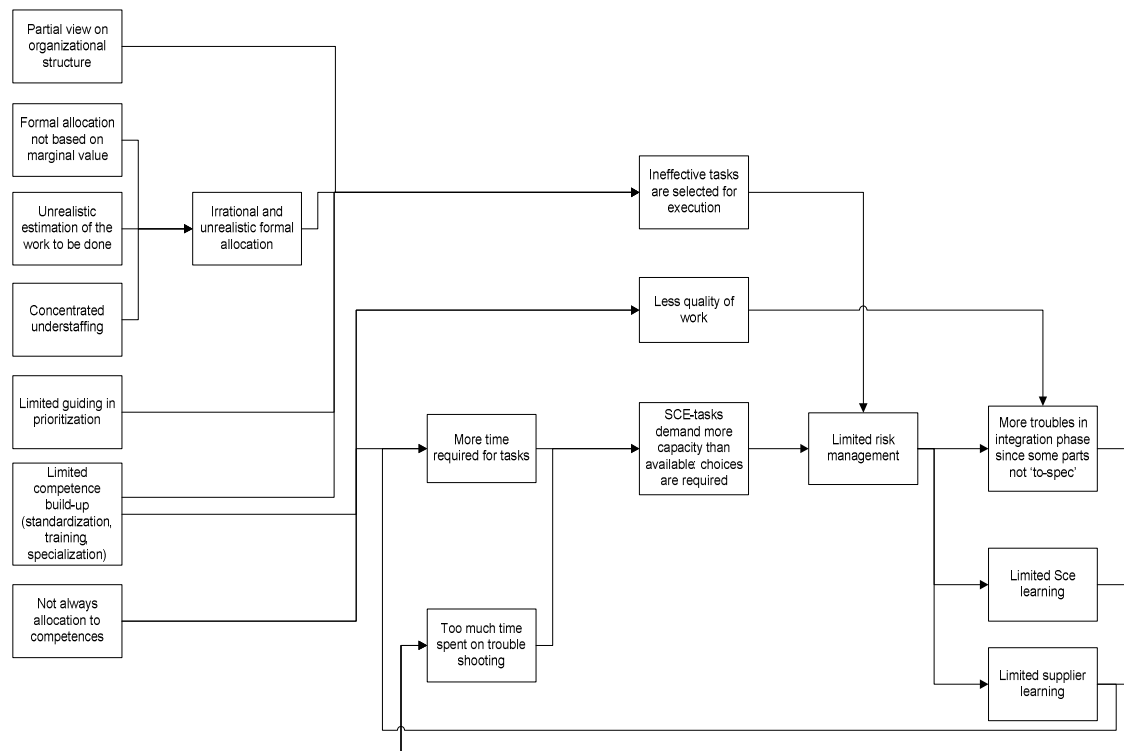 Partial view on
organizational
structure
Formal allocation
not based on
marginal value
Unrealistic
estimation of the
work to be done
Irrational and
unrealistic formal
allocation
Concentrated
understaffing
Limited guiding in
prioritization
Limited
competence
build-up
(standardization,
training,
specialization)
Not always
allocation to
competences
Ineffective tasks
are selected for
execution
Less quality of
work
More time
required for tasks
SCE-tasks
demand more
capacity than
available: choices
are required
Limited risk
management
More troubles in
integration phase
since some parts
not ‘to-spec’
Too much time
spent on trouble
shooting
Limited Sce
learning
Limited supplier
learning